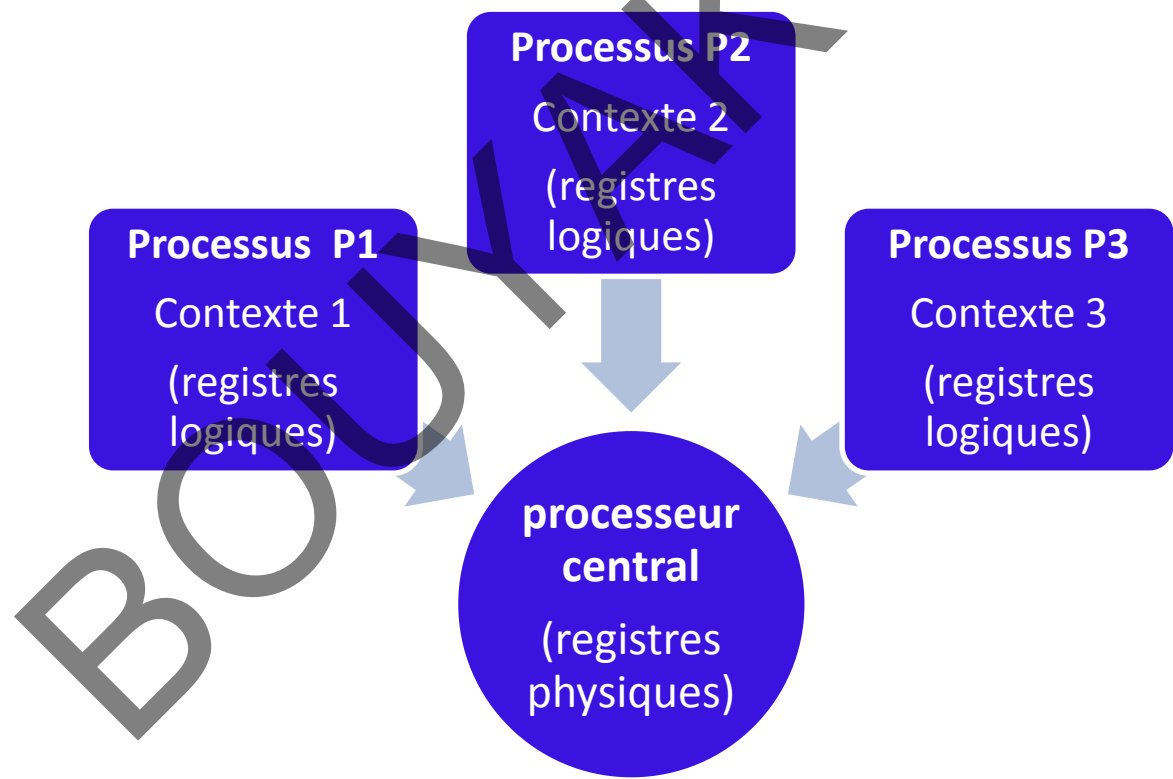 Processus P2
Contexte 2
(registres
logiques)
Processus P1
Contexte 1
(registres
logiques)
Processus P3
Contexte 3
(registres
logiques)
processeur
central
(registres
physiques)
BOUYAK